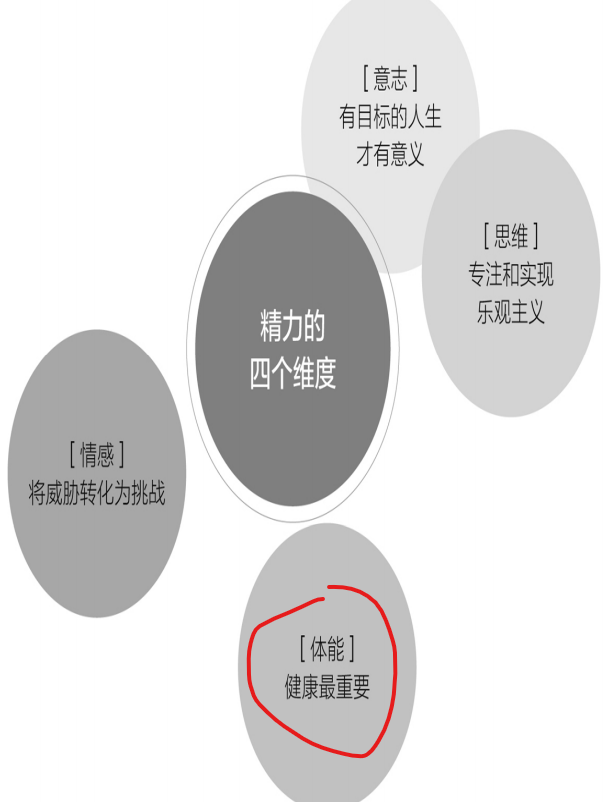 [ 意志 ]
有目标的人生
才有意义
[ 思维 ]
专注和实现
乐观主义
精力的
四个维度
[ 情感 ]
将威胁转化为挑战
[ 体能 ]
健康最重要